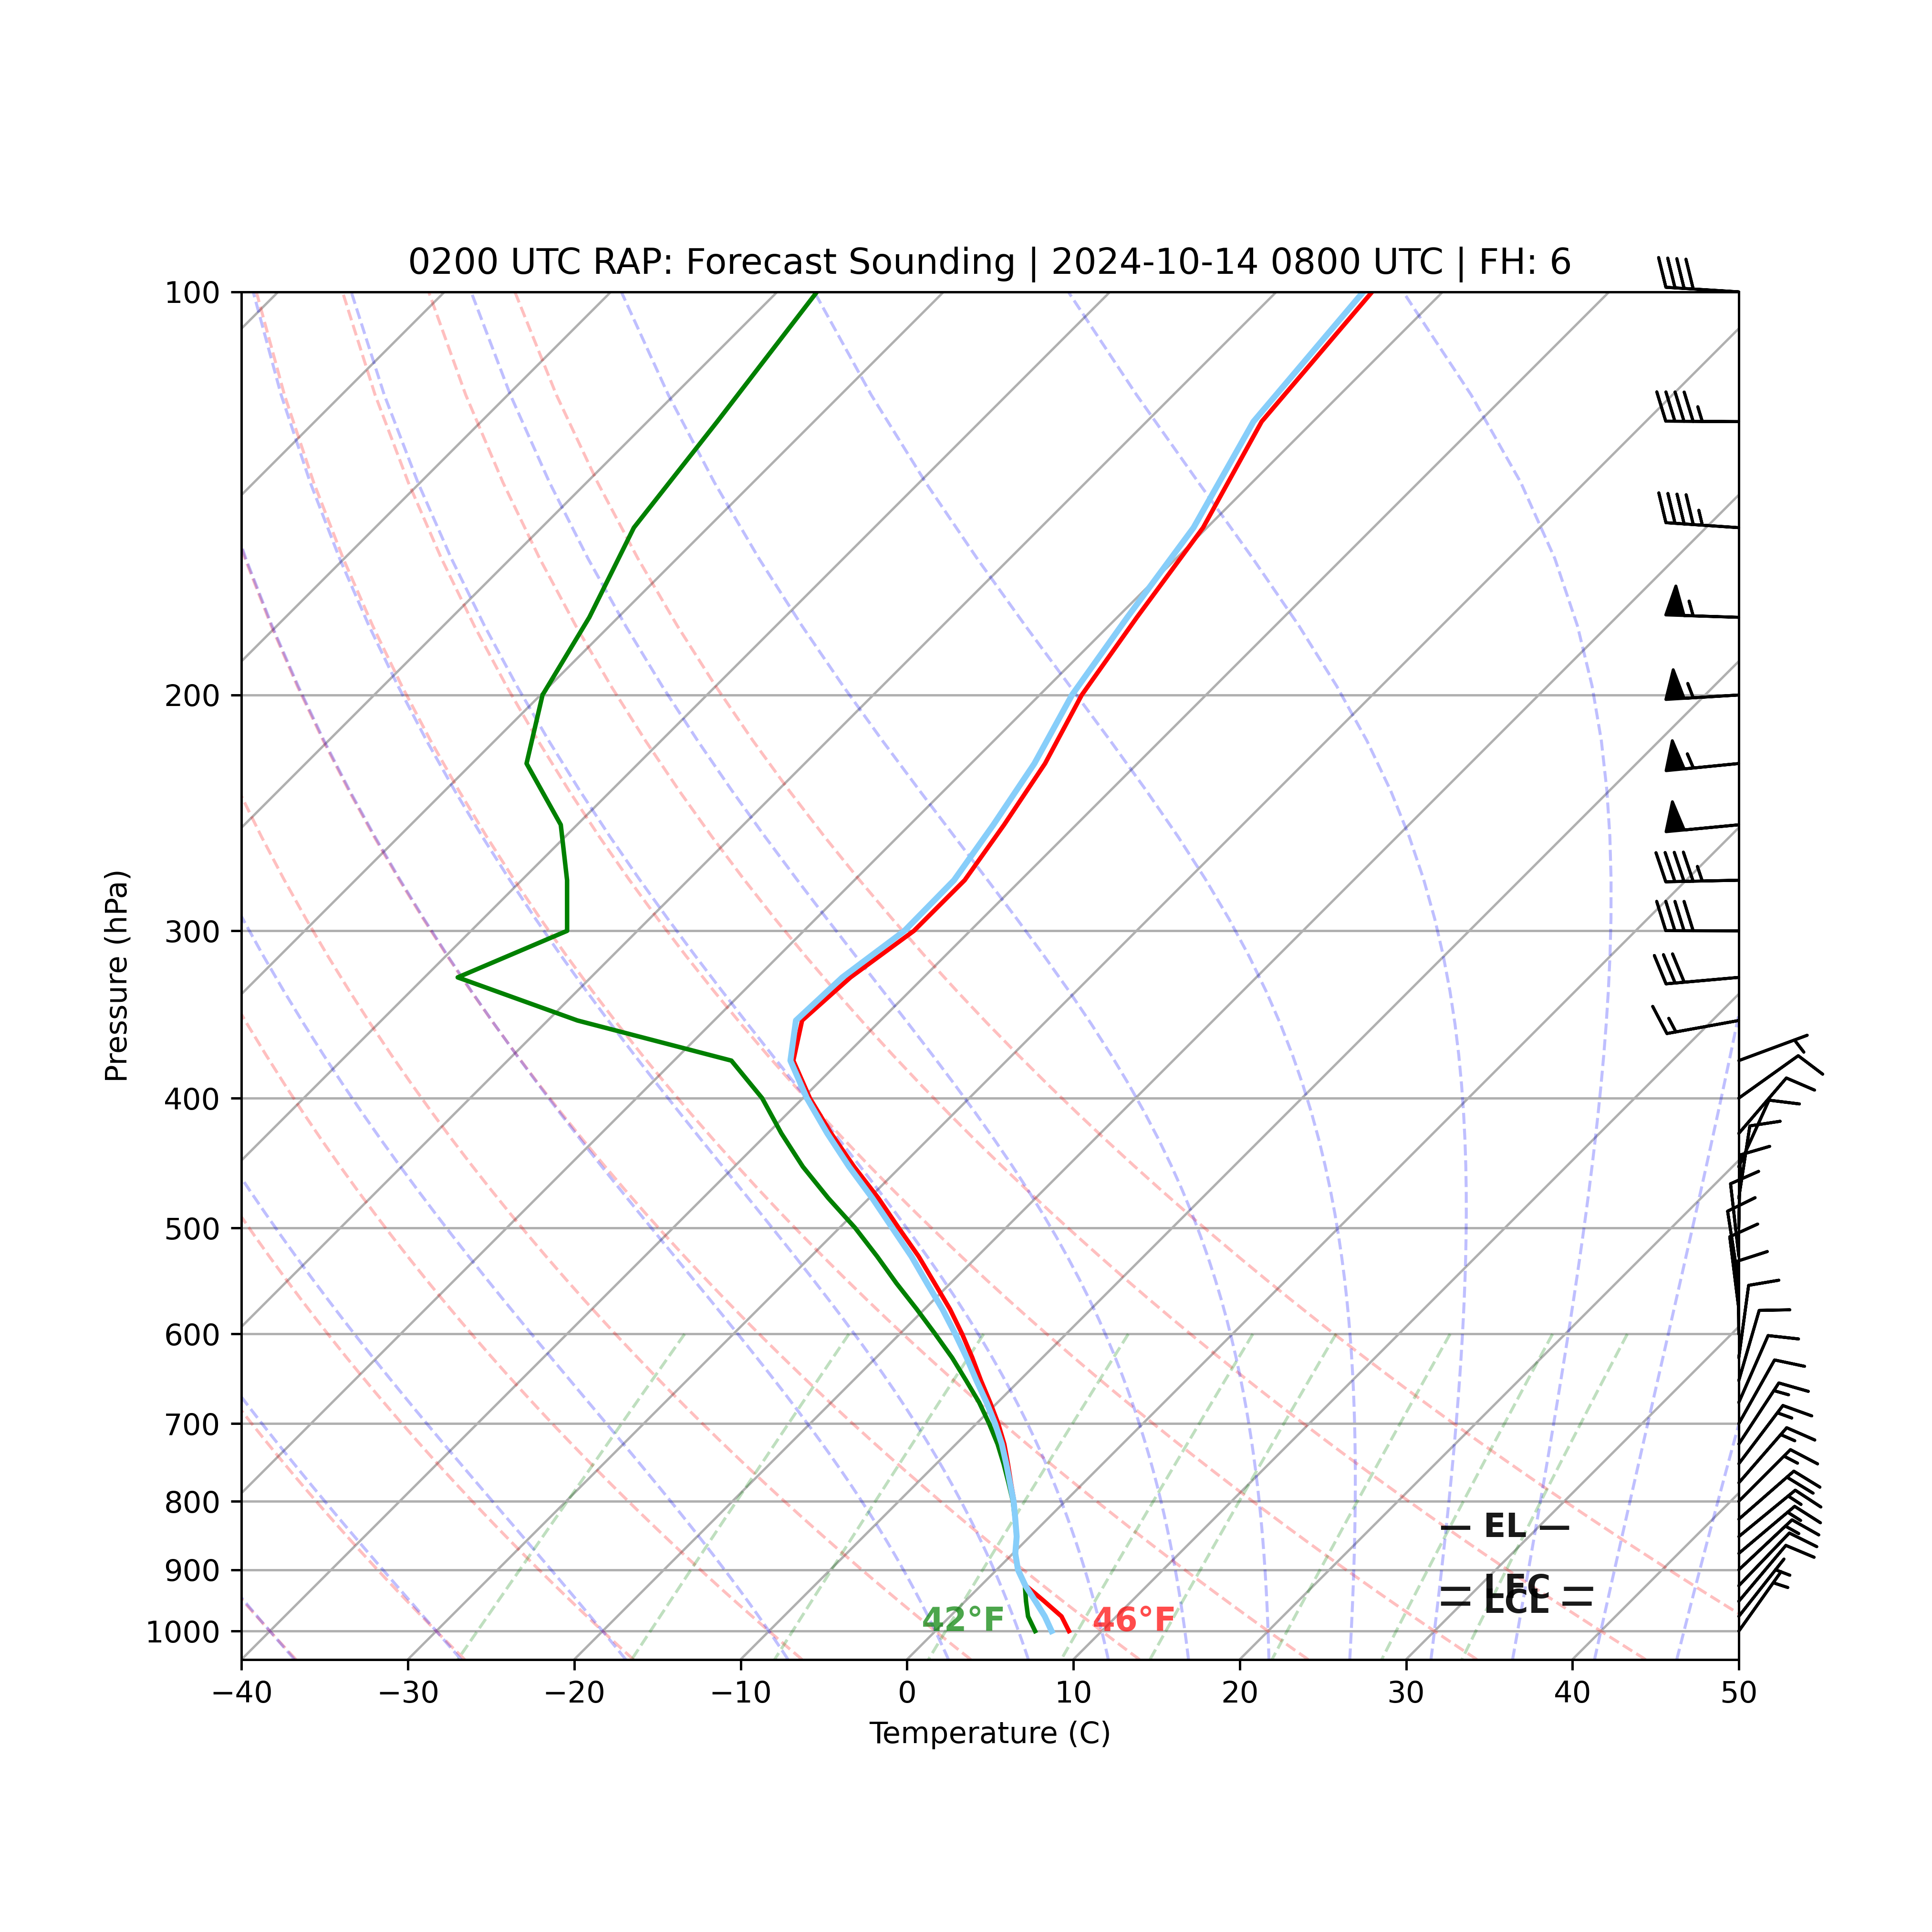 0200 UTC RAP: Forecast Sounding | 2024-10-14 0800 UTC | FH: 6
100
200
300
400
500
600
700
800
900
1000
Pressure (hPa)
— EL —
— LFC —
— LCL —
42°F
46°F
−40
−30
−20
−10
0
10
20
30
40
50
Temperature (C)